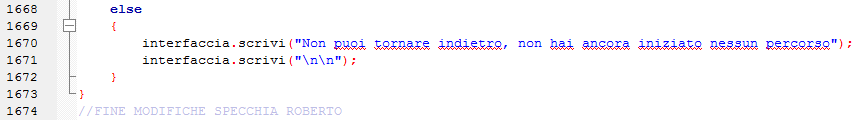 1668 else
1669 {
1670 interfaccia.scrivi("Non puoi tornare indietro, non hai ancora iniziato nessun percorso");
1671 interfaccia.scrivi("\n\n");
1672 }
1673 }
1674 //FINE MODIFICHE SPECCHIA ROBERTO